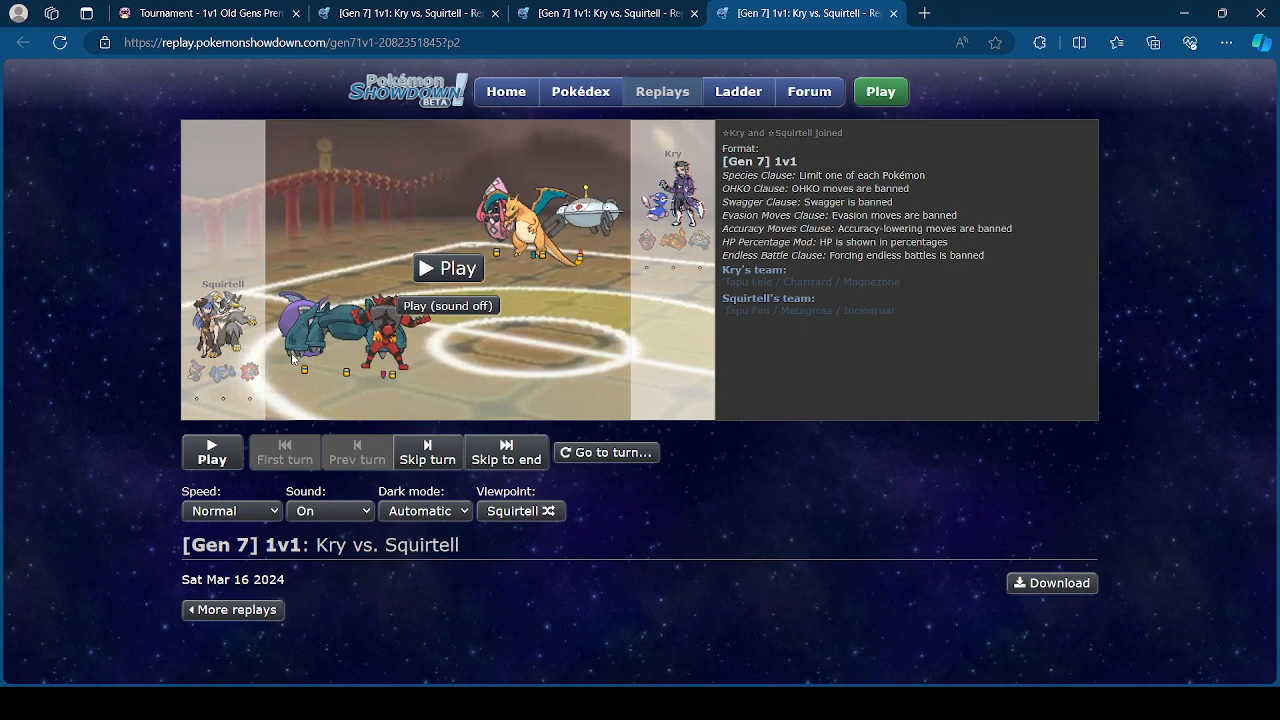 Tournament - 1v1 Old Gens Prem
[Gen 7] 1v1: Kry vs. Squirtell - Re
[Gen 7] 1v1: Kry vs. Squirtell - Re
[Gen 7] 1v1: Kry vs. Squirtell - Re
https://replay.pokemonshowdown.com/gen71v1-2082351845?p2
Pokémon
SHOWDOWN!
BETA
Home
Pokédex
Replays
Ladder
Forum
Play
Kry
Squirtell
Play
Play (sound off)
☆Kry and ☆Squirtell joined
Format:
[Gen 7] 1v1
Species Clause: Limit one of each Pokémon
OHKO Clause: OHKO moves are banned
Swagger Clause: Swagger is banned
Evasion Moves Clause: Evasion moves are banned
Accuracy Moves Clause: Accuracy-lowering moves are banned
HP Percentage Mod: HP is shown in percentages
Endless Battle Clause: Forcing endless battles is banned
Kry's team:
Tapu Lele / Charizard / Magnezone
Squirtell's team:
Tapu Fini / Metagross / Incineroar
Play
First turn
Prev turn
Skip turn
Skip to end
Go to turn...
Speed:
Sound:
Dark mode:
Viewpoint:
Normal
On
Automatic
Squirtell
[Gen 7] 1v1: Kry vs. Squirtell
Sat Mar 16 2024
Download
More replays